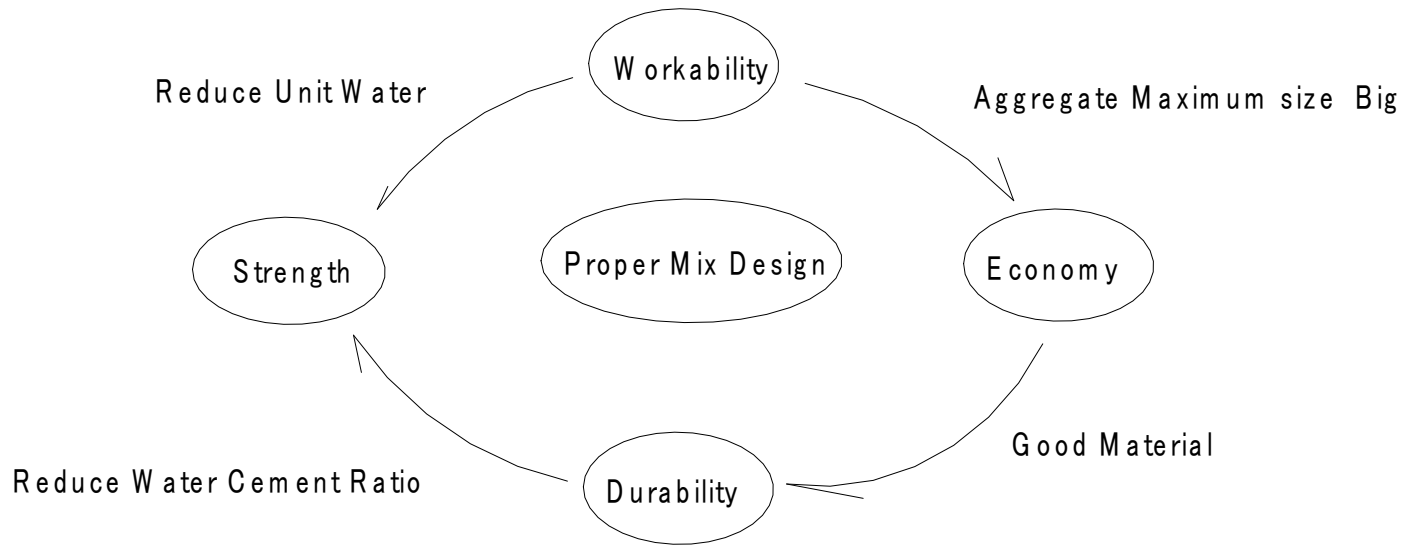 Workability
Reduce Unit Water
Aggregate Maximum size Big
Strength
Proper Mix Design
Economy
Good Material
Reduce Water Cement Ratio
Durability